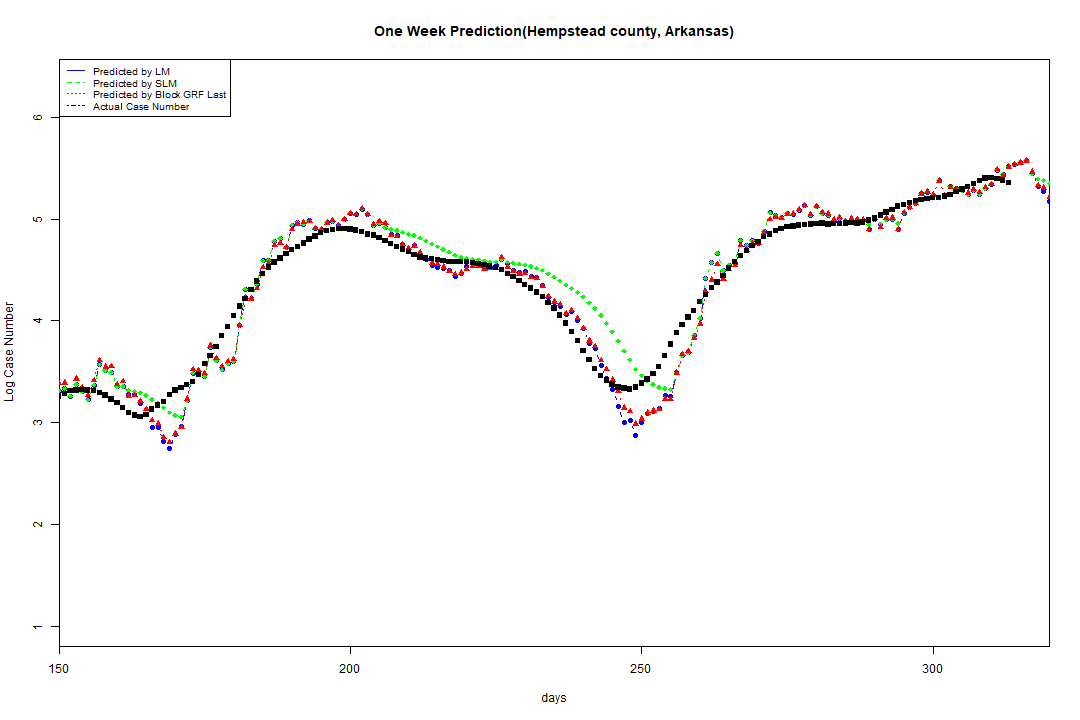 One Week Prediction(Hempstead county, Arkansas)
Predicted by LM
Predicted by SLM
Predicted by Block GRF Last
Actual Case Number
6
5
4
3
2
1
Log Case Number
150 200 250 300
days